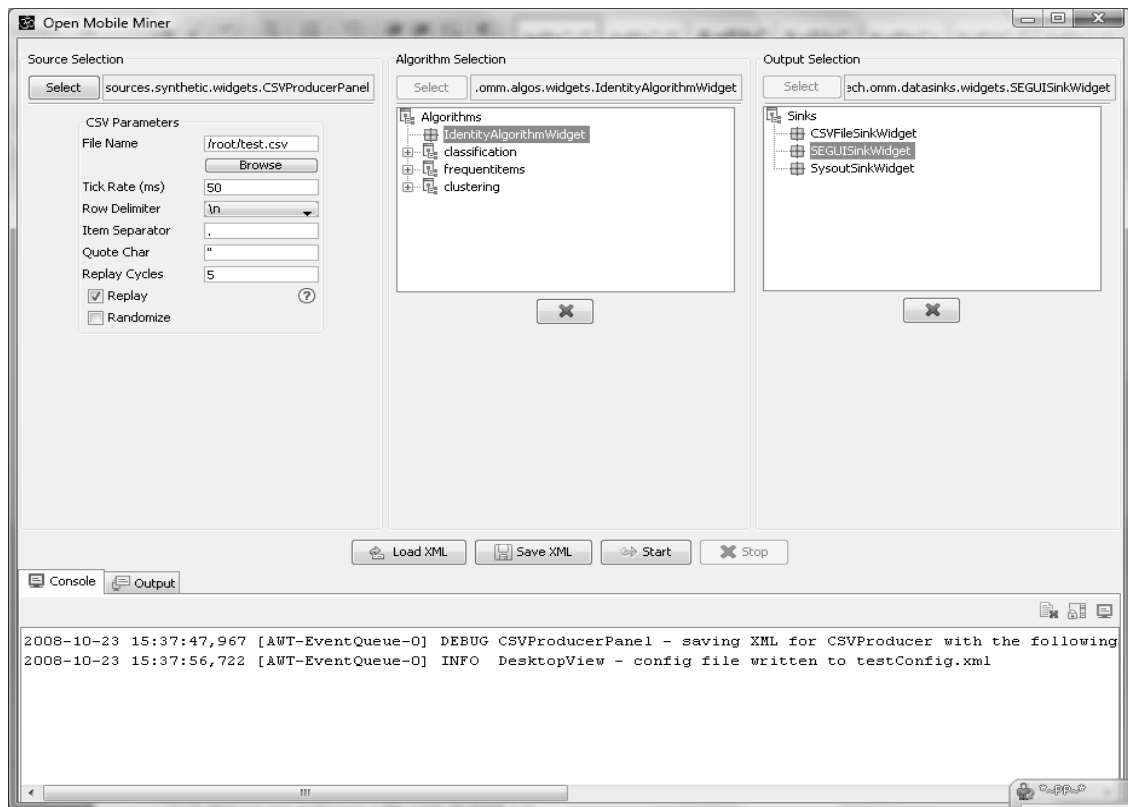 Open Mobile Miner
Source Selection
Select sources.synthetic.widgets.CSVProducerPanel
CSV Parameters
File Name /root/test.csv
Browse
Tick Rate (ms) 50
Row Delimiter \n
Item Separator ,
Quote Char "
Replay Cycles 5
Replay ?
Randomize
Algorithm Selection
Select .omm.algos.widgets.IdentityAlgorithmWidget
Algorithms
IdentityAlgorithmWidget
classification
frequentitems
clustering
Output Selection
Select ech.omm.datasinks.widgets.SEGUISinkWidget
Sinks
CSVFileSinkWidget
SEGUISinkWidget
SysoutSinkWidget
Load XML Save XML Start Stop
Console Output
2008-10-23 15:37:47,967 [AWT-EventQueue-0] DEBUG CSVProducerPanel - saving XML for CSVProducer with the following
2008-10-23 15:37:56,722 [AWT-EventQueue-0] INFO DesktopView - config file written to testConfig.xml